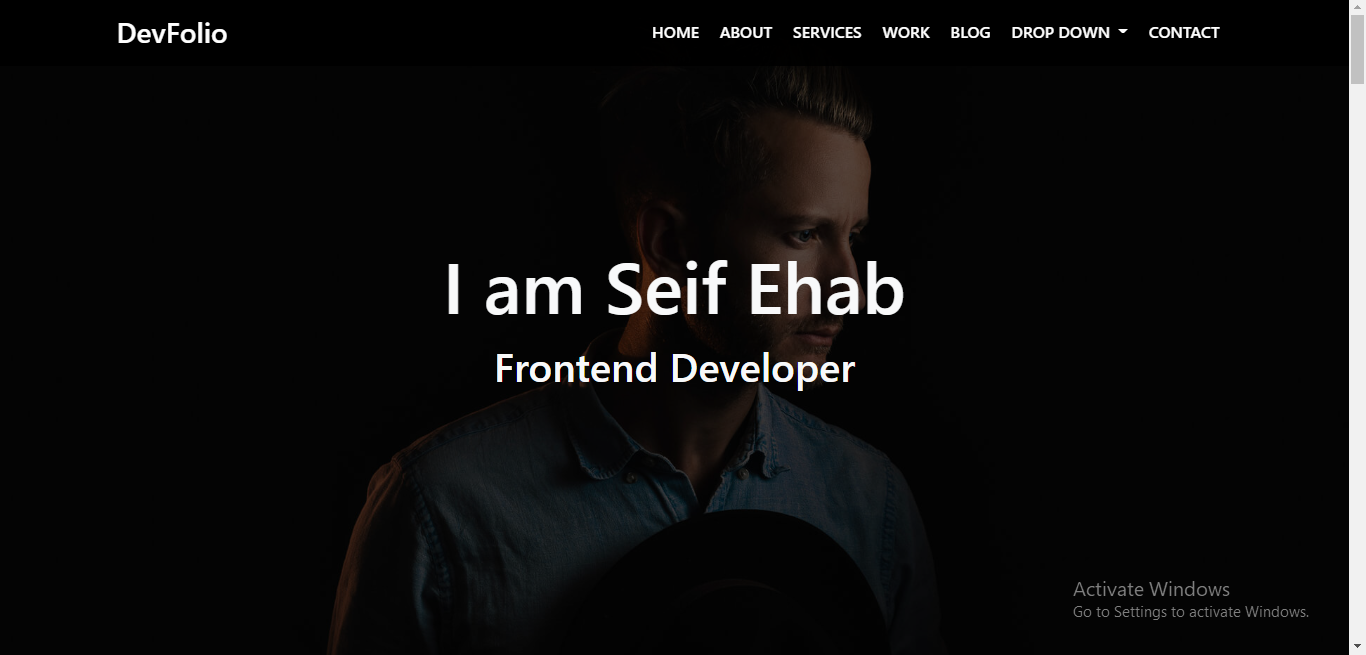 DevFolio
HOME ABOUT SERVICES WORK BLOG DROP DOWN CONTACT
I am Seif Ehab
Frontend Developer
Activate Windows
Go to Settings to activate Windows.